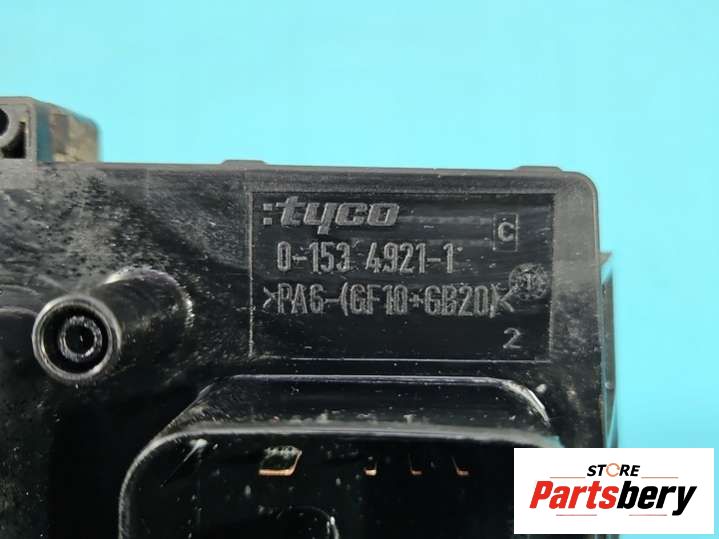 :tyco
C
0-153 4921-1
>PA6-(GF10+GB20)<
2
STORE
Partsbery